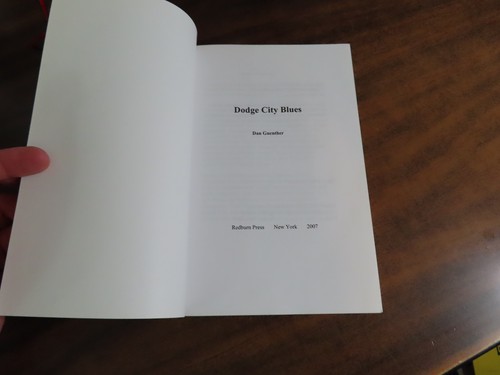 Dodge City Blues
Dan Guenther
Redburn Press New York 2007